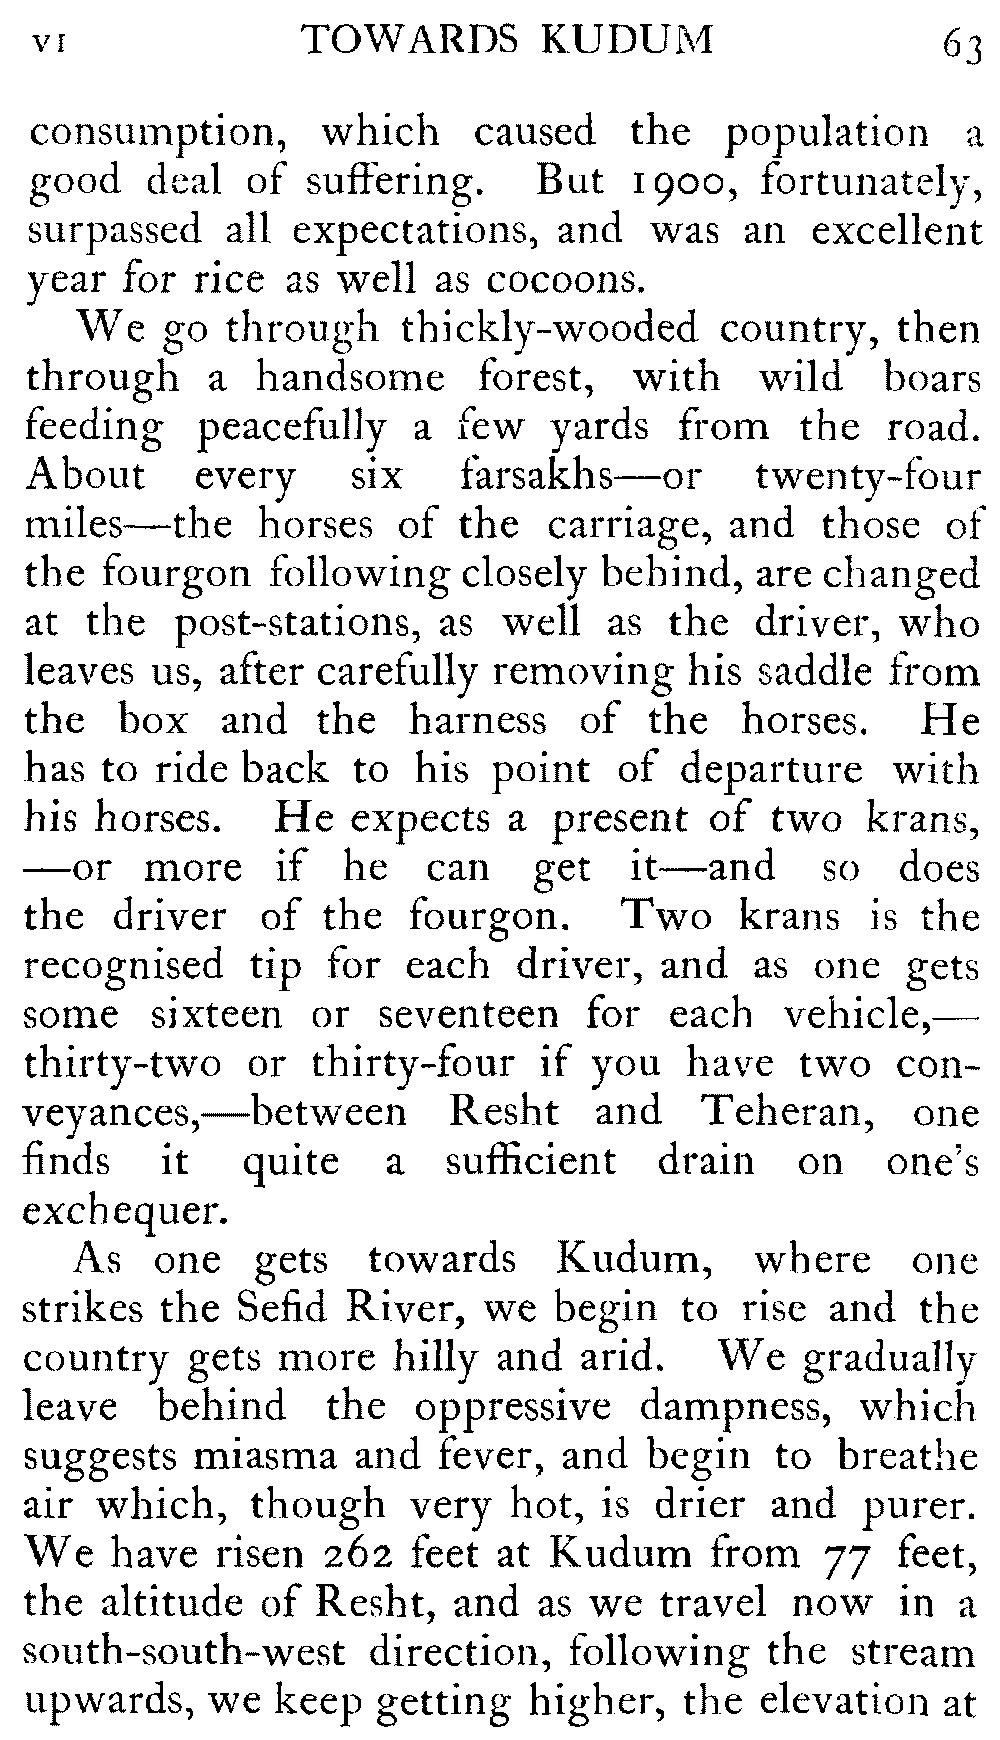 VI TOWARDS KUDUM 63
consumption, which caused the population a
good deal of suffering. But 1900, fortunately,
surpassed all expectations, and was an excellent
year for rice as well as cocoons.
We go through thickly-wooded country, then
through a handsome forest, with wild boars
feeding peacefully a few yards from the road.
About every six farsakhs—or twenty-four
miles—the horses of the carriage, and those of
the fourgon following closely behind, are changed
at the post-stations, as well as the driver, who
leaves us, after carefully removing his saddle from
the box and the harness of the horses. He
has to ride back to his point of departure with
his horses. He expects a present of two krans,
—or more if he can get it—and so does
the driver of the fourgon. Two krans is the
recognised tip for each driver, and as one gets
some sixteen or seventeen for each vehicle,—
thirty-two or thirty-four if you have two con-
veyances,—between Resht and Teheran, one
finds it quite a sufficient drain on one's
exchequer.
As one gets towards Kudum, where one
strikes the Sefid River, we begin to rise and the
country gets more hilly and arid. We gradually
leave behind the oppressive dampness, which
suggests miasma and fever, and begin to breathe
air which, though very hot, is drier and purer.
We have risen 262 feet at Kudum from 77 feet,
the altitude of Resht, and as we travel now in a
south-south-west direction, following the stream
upwards, we keep getting higher, the elevation at